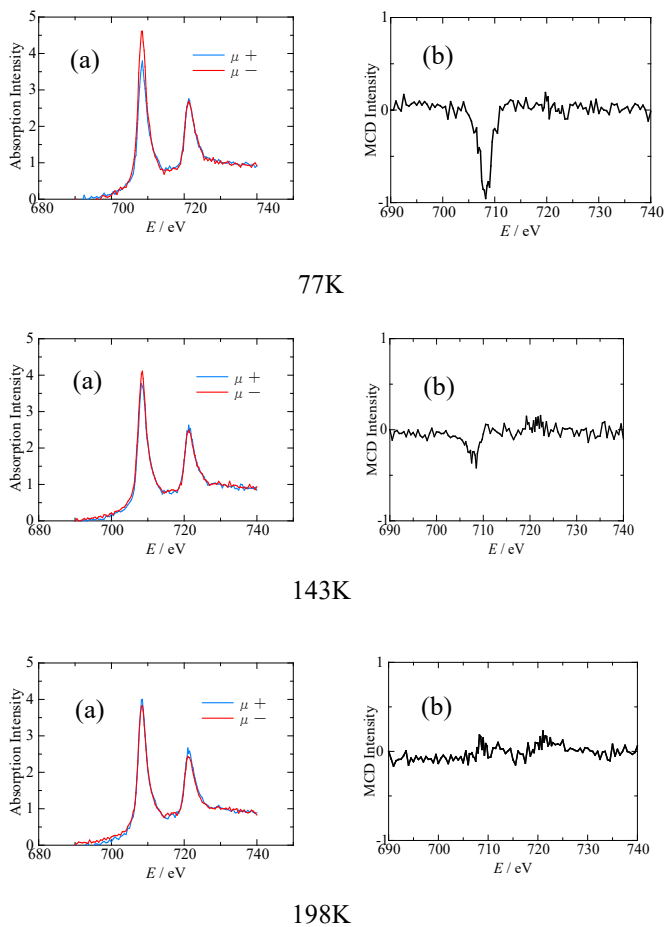 (a)
μ +
μ −
Absorption Intensity
5
4
3
2
1
0
680
700
720
740
E / eV
(b)
MCD Intensity
1
0
-1
690
700
710
720
730
740
E / eV
77K
(a)
μ +
μ −
Absorption Intensity
5
4
3
2
1
0
680
700
720
740
E / eV
(b)
MCD Intensity
1
0
-1
690
700
710
720
730
740
E / eV
143K
(a)
μ +
μ −
Absorption Intensity
5
4
3
2
1
0
680
700
720
740
E / eV
(b)
MCD Intensity
1
0
-1
690
700
710
720
730
740
E / eV
198K